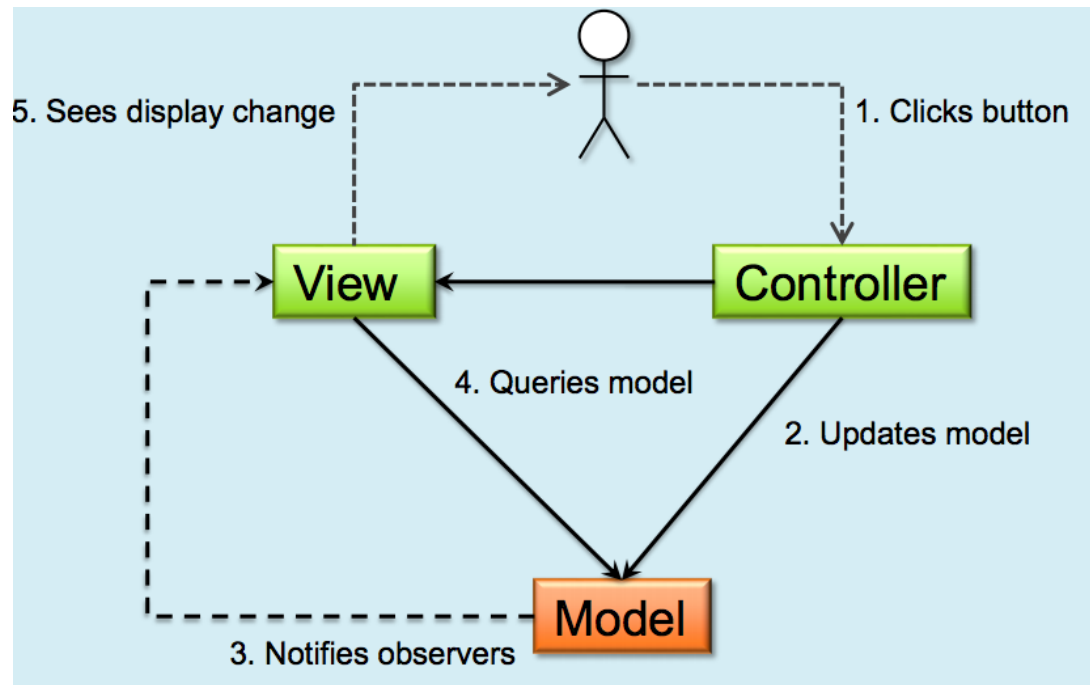 5. Sees display change
1. Clicks button
View
Controller
4. Queries model
2. Updates model
Model
3. Notifies observers